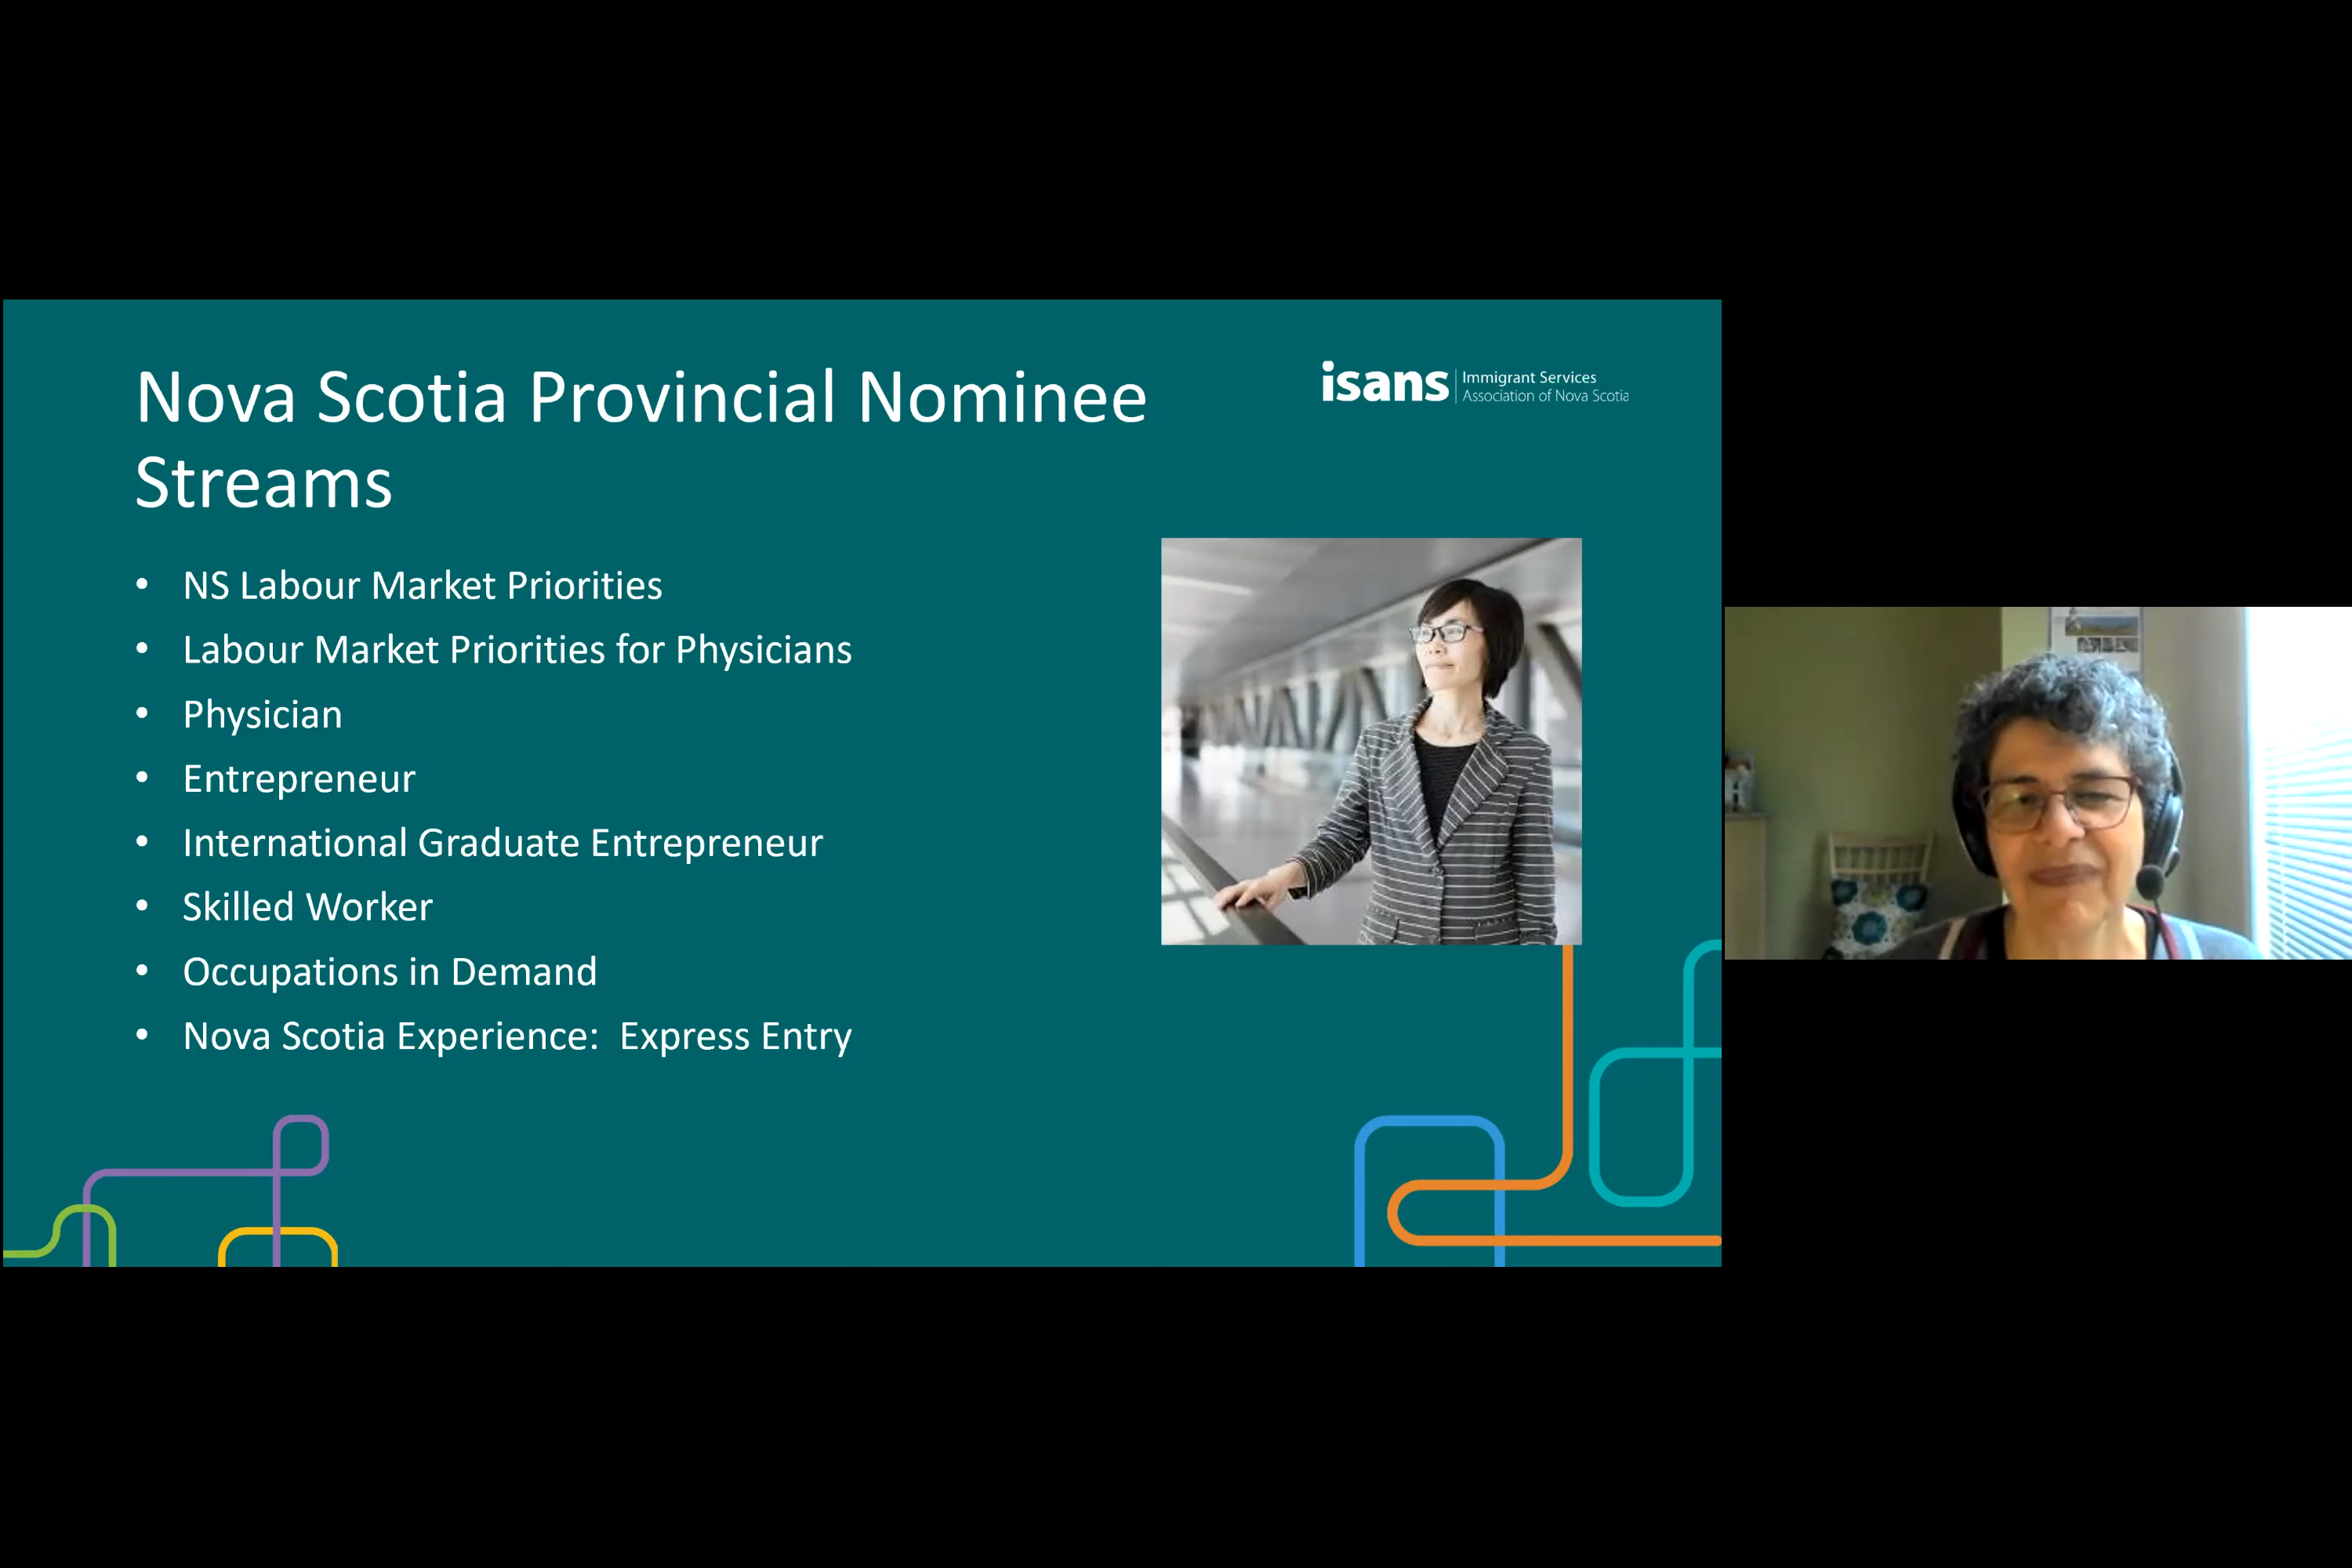 Nova Scotia Provincial Nominee
Streams
isans
Immigrant Services
Association of Nova Scotia
• NS Labour Market Priorities
• Labour Market Priorities for Physicians
• Physician
• Entrepreneur
• International Graduate Entrepreneur
• Skilled Worker
• Occupations in Demand
• Nova Scotia Experience:  Express Entry